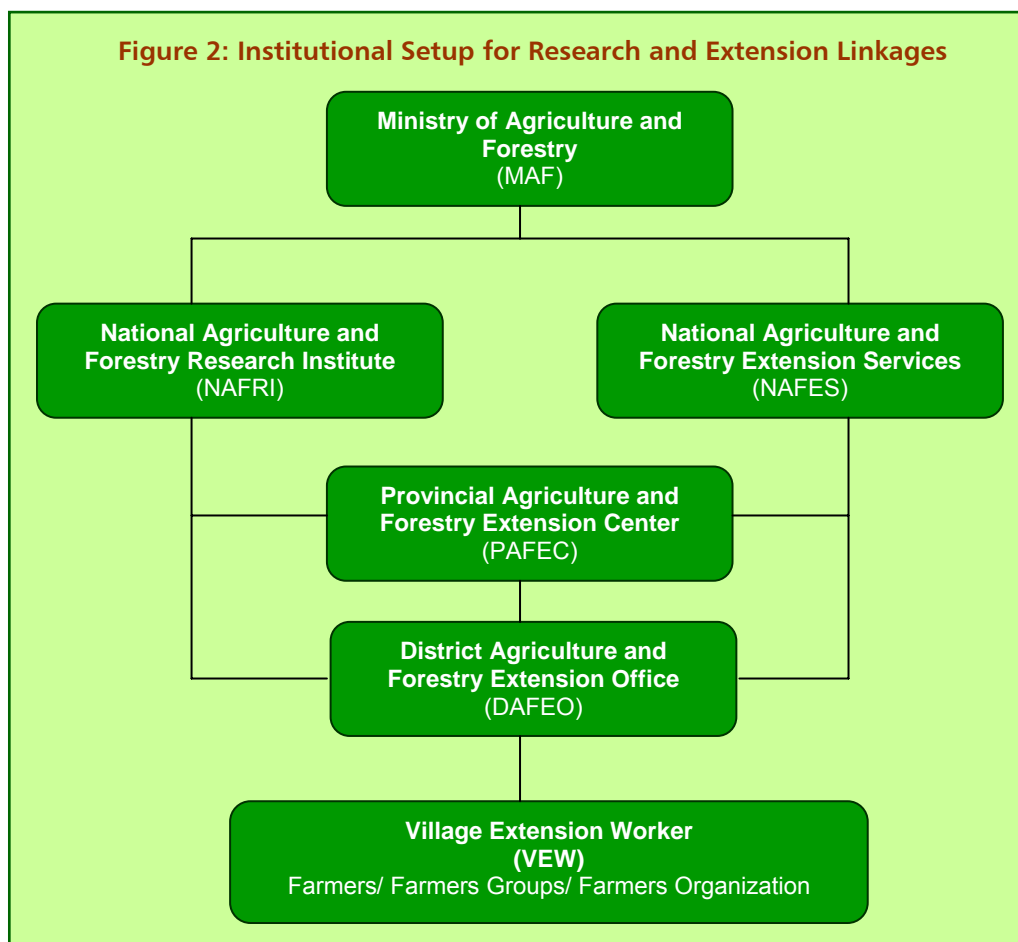 Figure 2: Institutional Setup for Research and Extension Linkages
Ministry of Agriculture and
Forestry
(MAF)
National Agriculture and
Forestry Research Institute
(NAFRI)
National Agriculture and
Forestry Extension Services
(NAFES)
Provincial Agriculture and
Forestry Extension Center
(PAFEC)
District Agriculture and
Forestry Extension Office
(DAFEO)
Village Extension Worker
(VEW)
Farmers/ Farmers Groups/ Farmers Organization